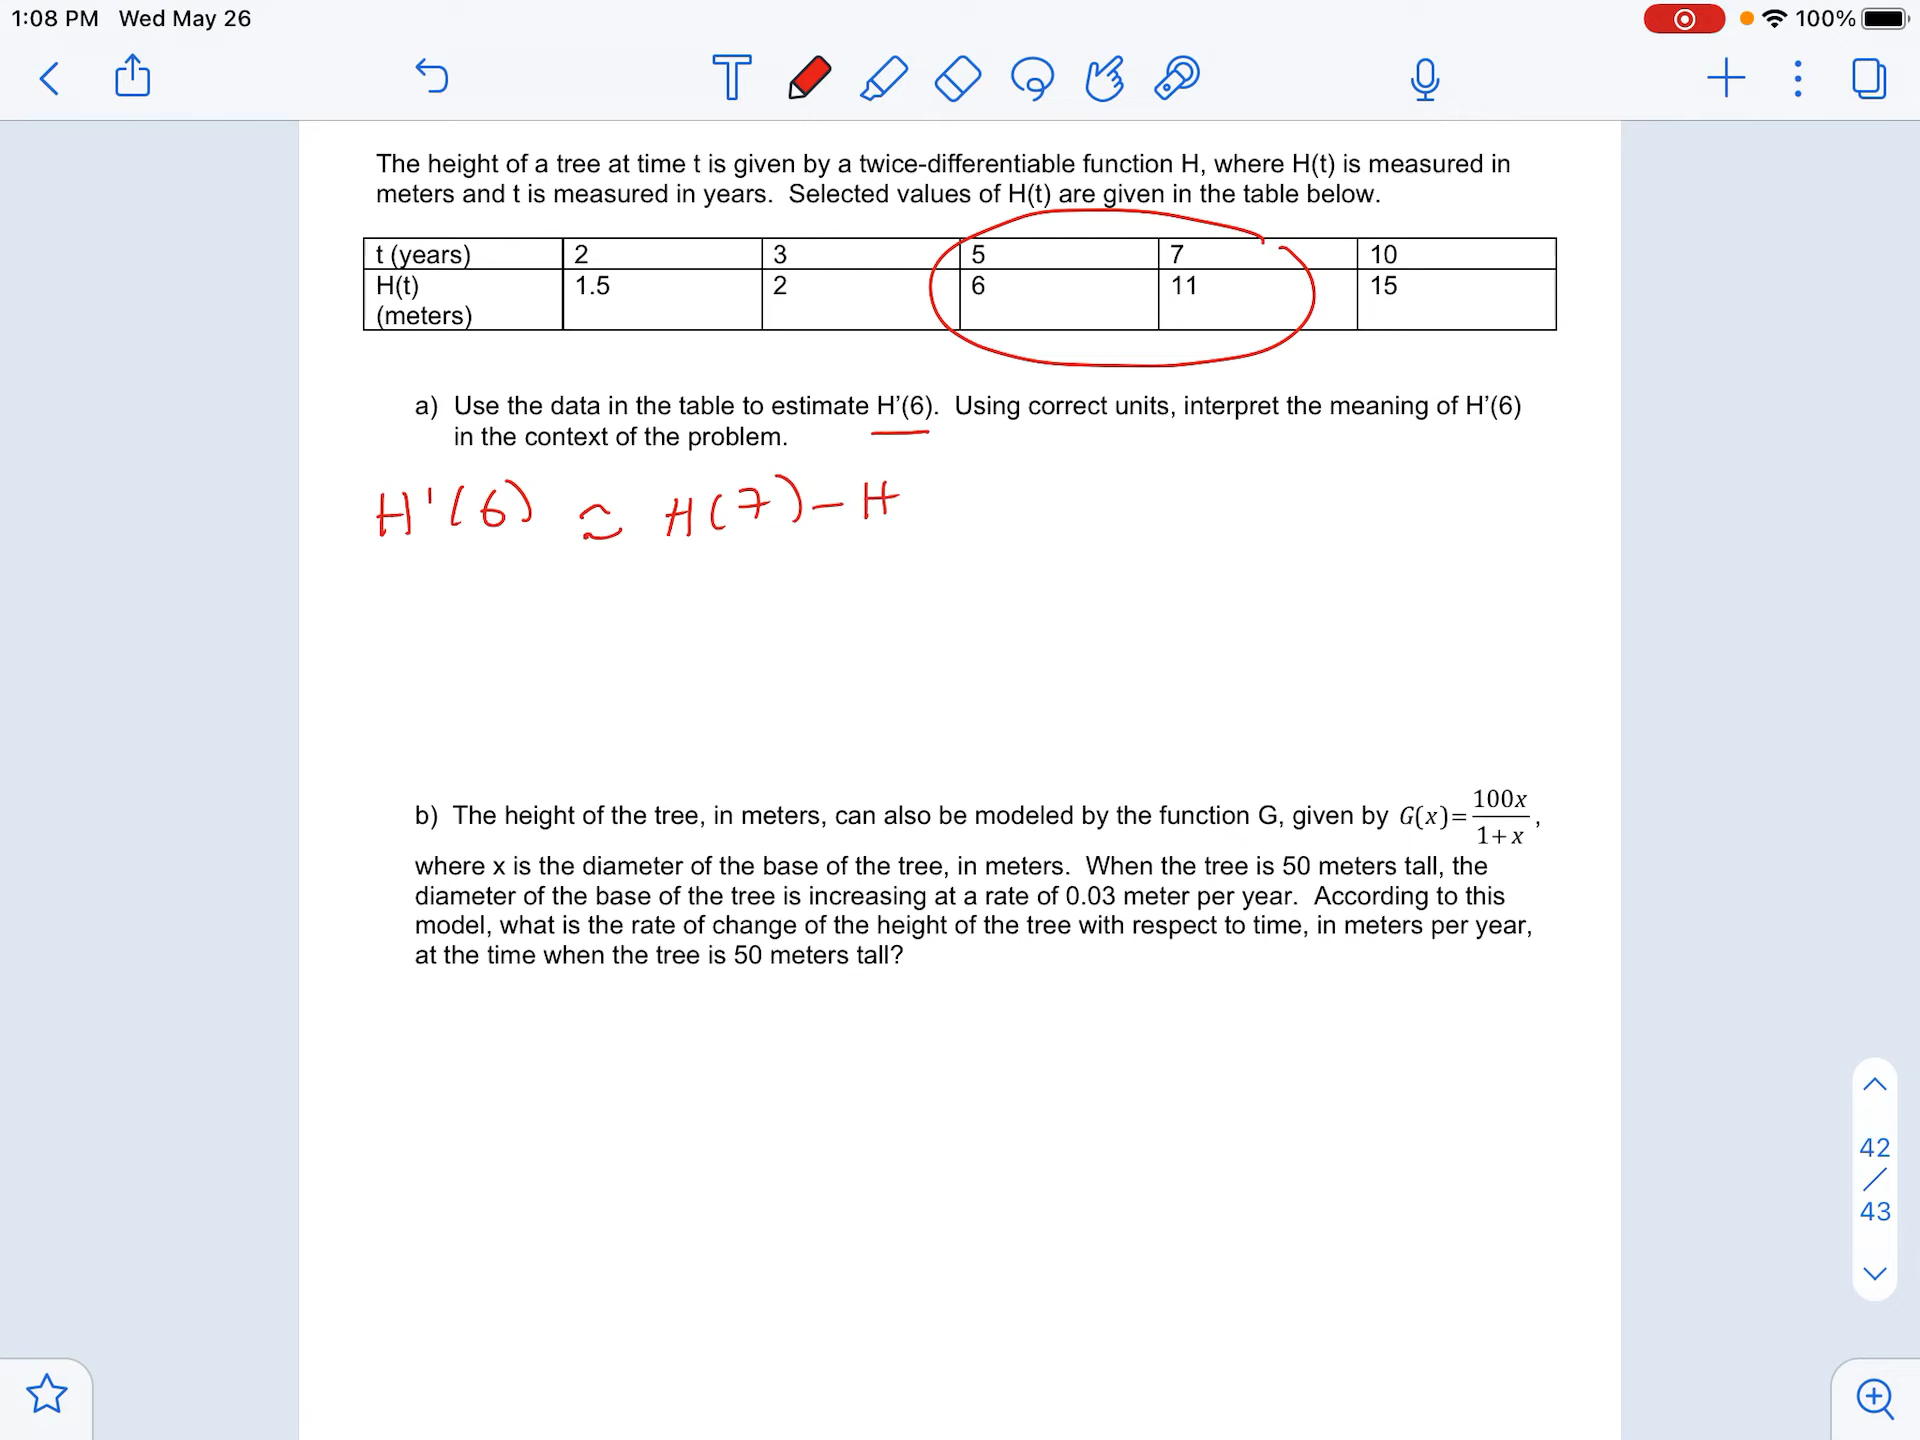 1:08 PM Wed May 26
100%
The height of a tree at time t is given by a twice-differentiable function H, where H(t) is measured in
meters and t is measured in years. Selected values of H(t) are given in the table below.
t (years) 2 3 5 7 10
H(t) 1.5 2 6 11 15
(meters)
a) Use the data in the table to estimate H’(6). Using correct units, interpret the meaning of H’(6)
in the context of the problem.
H'(6) ≈ H(7) – H
b) The height of the tree, in meters, can also be modeled by the function G, given by G(x)=100x/1+x,
where x is the diameter of the base of the tree, in meters. When the tree is 50 meters tall, the
diameter of the base of the tree is increasing at a rate of 0.03 meter per year. According to this
model, what is the rate of change of the height of the tree with respect to time, in meters per year,
at the time when the tree is 50 meters tall?
42
/
43